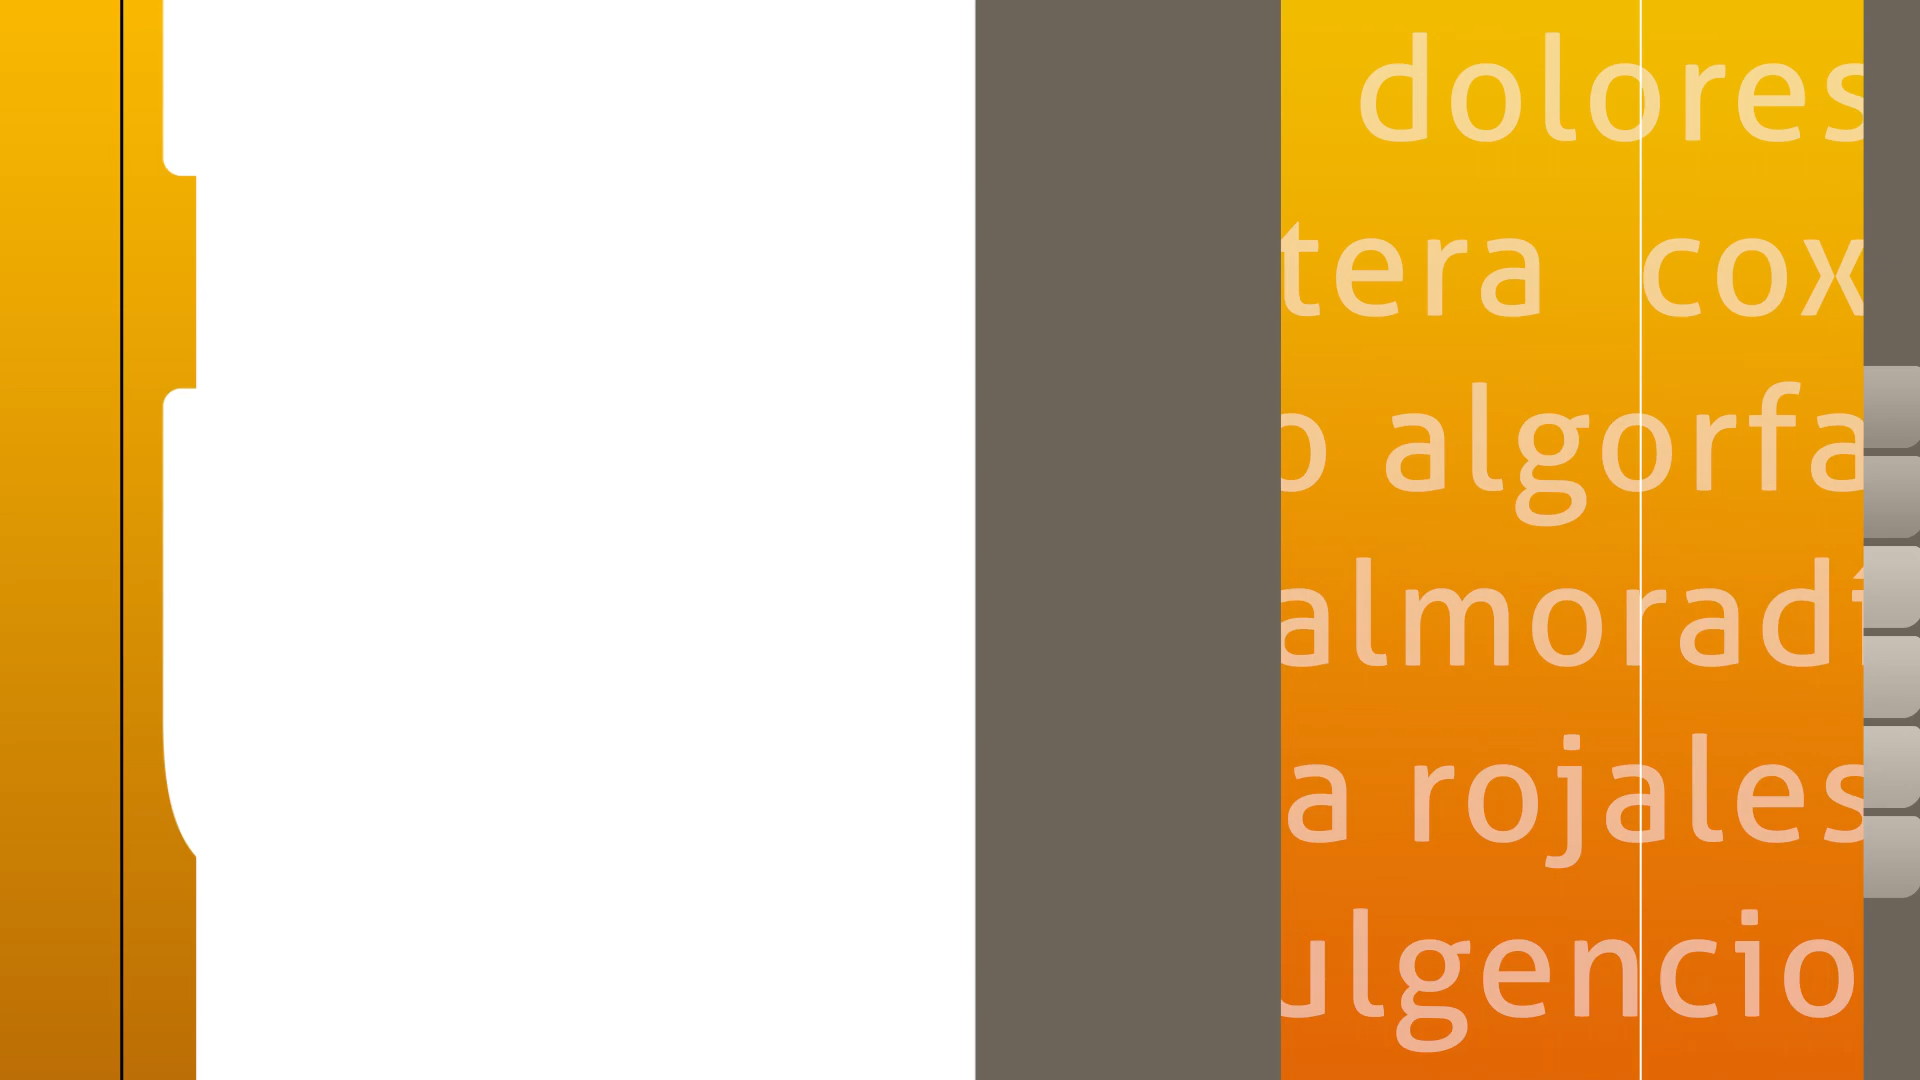 dolores
tera cox
o algorfa
almoradí
a rojales
ulgencio